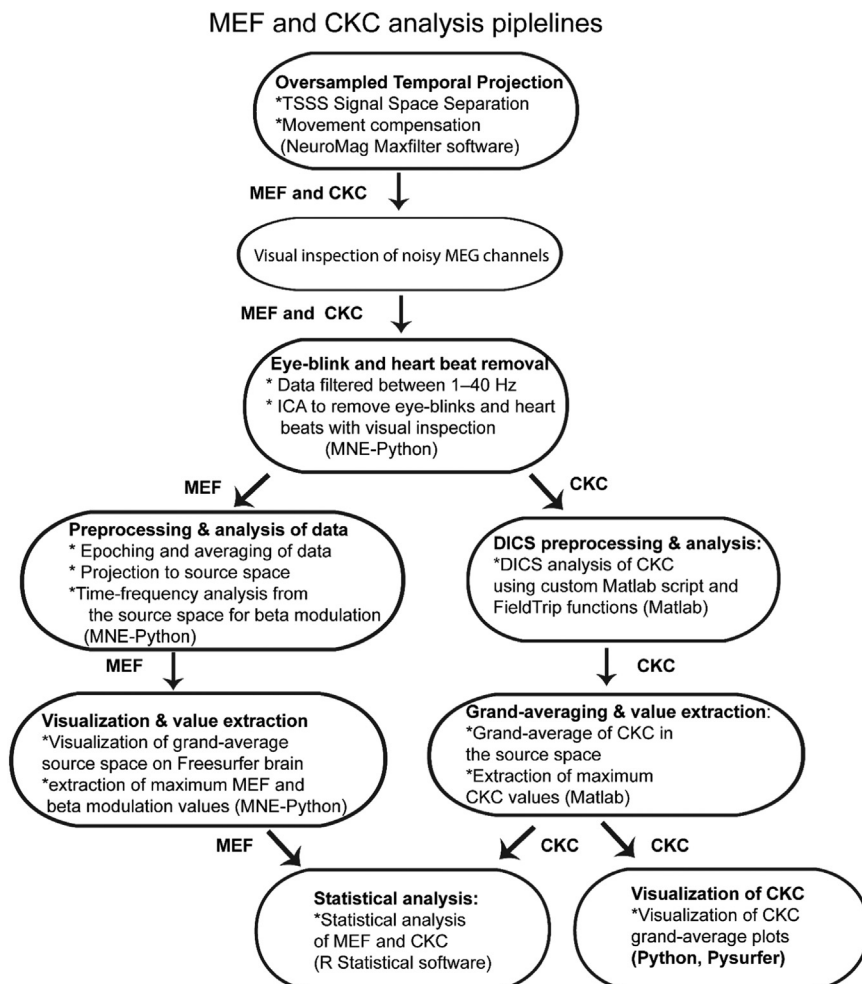 MEF and CKC analysis piplelines
Oversampled Temporal Projection
*TSSS Signal Space Separation
*Movement compensation
(NeuroMag Maxfilter software)
MEF and CKC
Visual inspection of noisy MEG channels
MEF and CKC
Eye-blink and heart beat removal
* Data filtered between 1–40 Hz
* ICA to remove eye-blinks and heart
beats with visual inspection
(MNE-Python)
MEF
CKC
Preprocessing & analysis of data
* Epoching and averaging of data
* Projection to source space
*Time-frequency analysis from
the source space for beta modulation
(MNE-Python)
DICS preprocessing & analysis:
*DICS analysis of CKC
using custom Matlab script and
FieldTrip functions (Matlab)
MEF
CKC
Visualization & value extraction
*Visualization of grand-average
source space on Freesurfer brain
*extraction of maximum MEF and
beta modulation values (MNE-Python)
Grand-averaging & value extraction:
*Grand-average of CKC in
the source space
*Extraction of maximum
CKC values (Matlab)
MEF
CKC
CKC
Statistical analysis:
*Statistical analysis
of MEF and CKC
(R Statistical software)
Visualization of CKC
*Visualization of CKC
grand-average plots
(Python, Pysurfer)